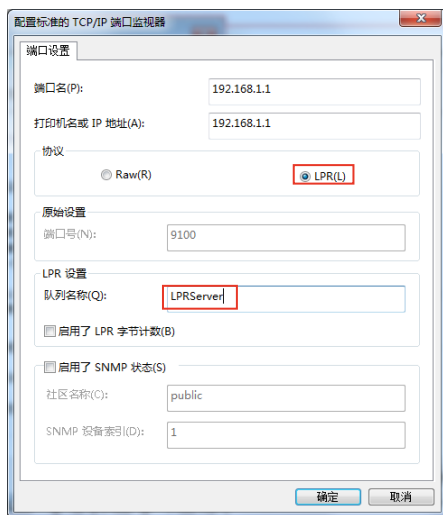 配置标准的 TCP/IP 端口监视器
端口设置
端口名(P): 192.168.1.1
打印机名或 IP 地址(A): 192.168.1.1
协议
Raw(R) LPR(L)
原始设置
端口号(N): 9100
LPR 设置
队列名称(Q): LPRServer
启用了 LPR 字节计数(B)
启用了 SNMP 状态(S)
社区名称(C): public
SNMP 设备索引(D): 1
确定 取消